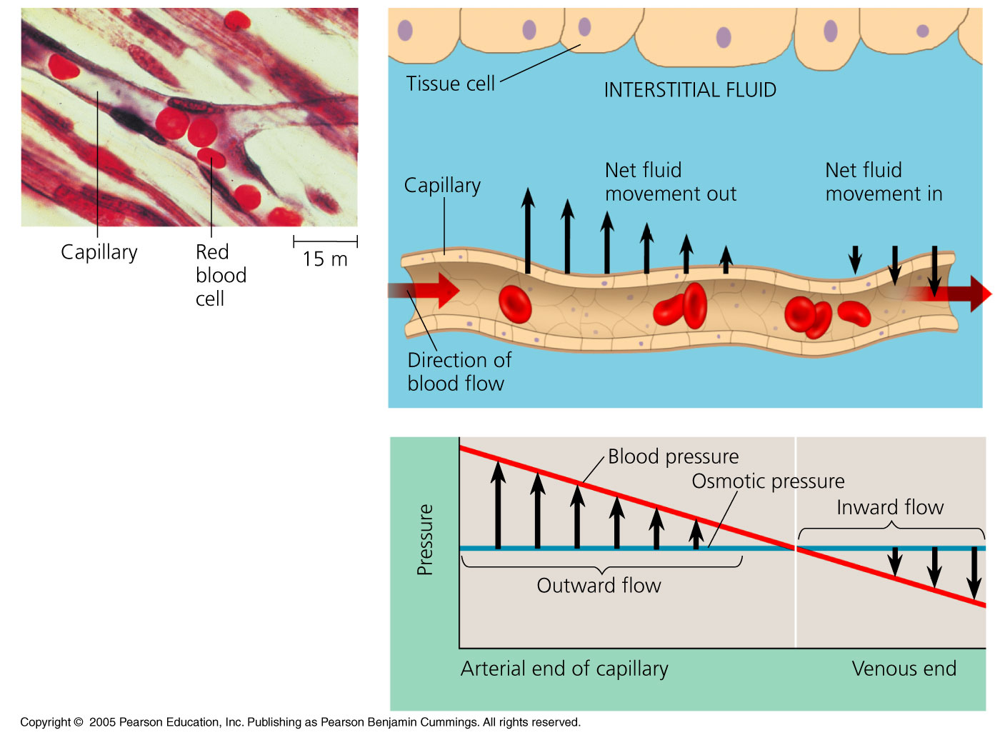 Capillary
Red
blood
cell
15 m
Tissue cell
INTERSTITIAL FLUID
Capillary
Net fluid
movement out
Net fluid
movement in
Direction of
blood flow
Blood pressure
Osmotic pressure
Inward flow
Pressure
Outward flow
Arterial end of capillary
Venous end
Copyright © 2005 Pearson Education, Inc. Publishing as Pearson Benjamin Cummings. All rights reserved.